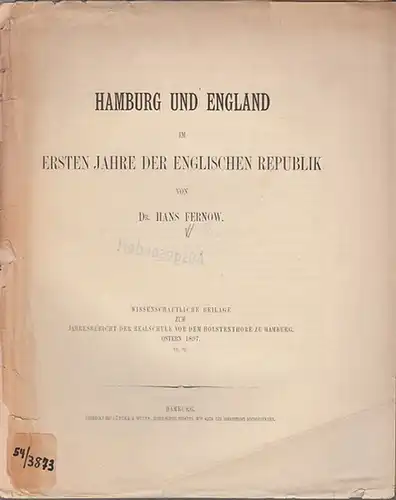 HAMBURG UND ENGLAND
IM
ERSTEN JAHRE DER ENGLISCHEN REPUBLIK
VON
DR. HANS FERNOW.
WISSENSCHAFTLICHE BEILAGE
ZUM
JAHRESBERICHT DER REALSCHULE VOR DEM HOLSTENTHORE ZU HAMBURG.
OSTERN 1897.
HAMBURG.
54/3873